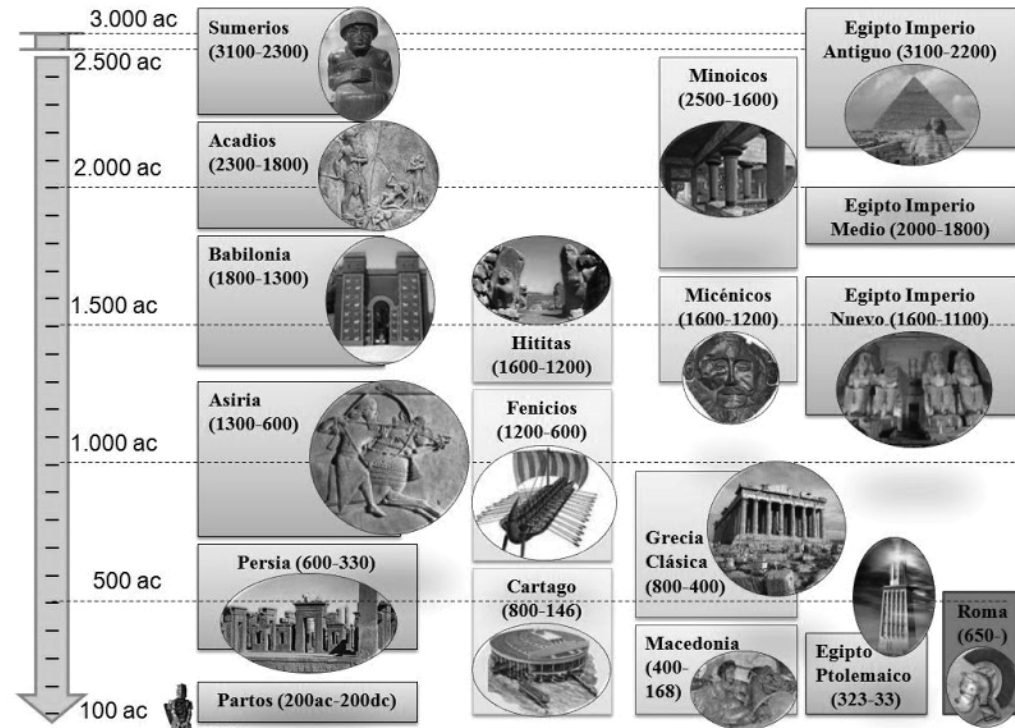 3.000 ac
2.500 ac
2.000 ac
1.500 ac
1.000 ac
500 ac
100 ac
Sumerios
(3100-2300)
Acadios
(2300-1800)
Babilonia
(1800-1300)
Asiria
(1300-600)
Persia (600-330)
Partos (200ac-200dc)
Hititas
(1600-1200)
Fenicios
(1200-600)
Cartago
(800-146)
Minoicos
(2500-1600)
Micénicos
(1600-1200)
Grecia
Clásica
(800-400)
Macedonia
(400-
168)
Egipto Imperio
Antiguo (3100-2200)
Egipto Imperio
Medio (2000-1800)
Egipto Imperio
Nuevo (1600-1100)
Egipto
Ptolemaico
(323-33)
Roma
(650-)